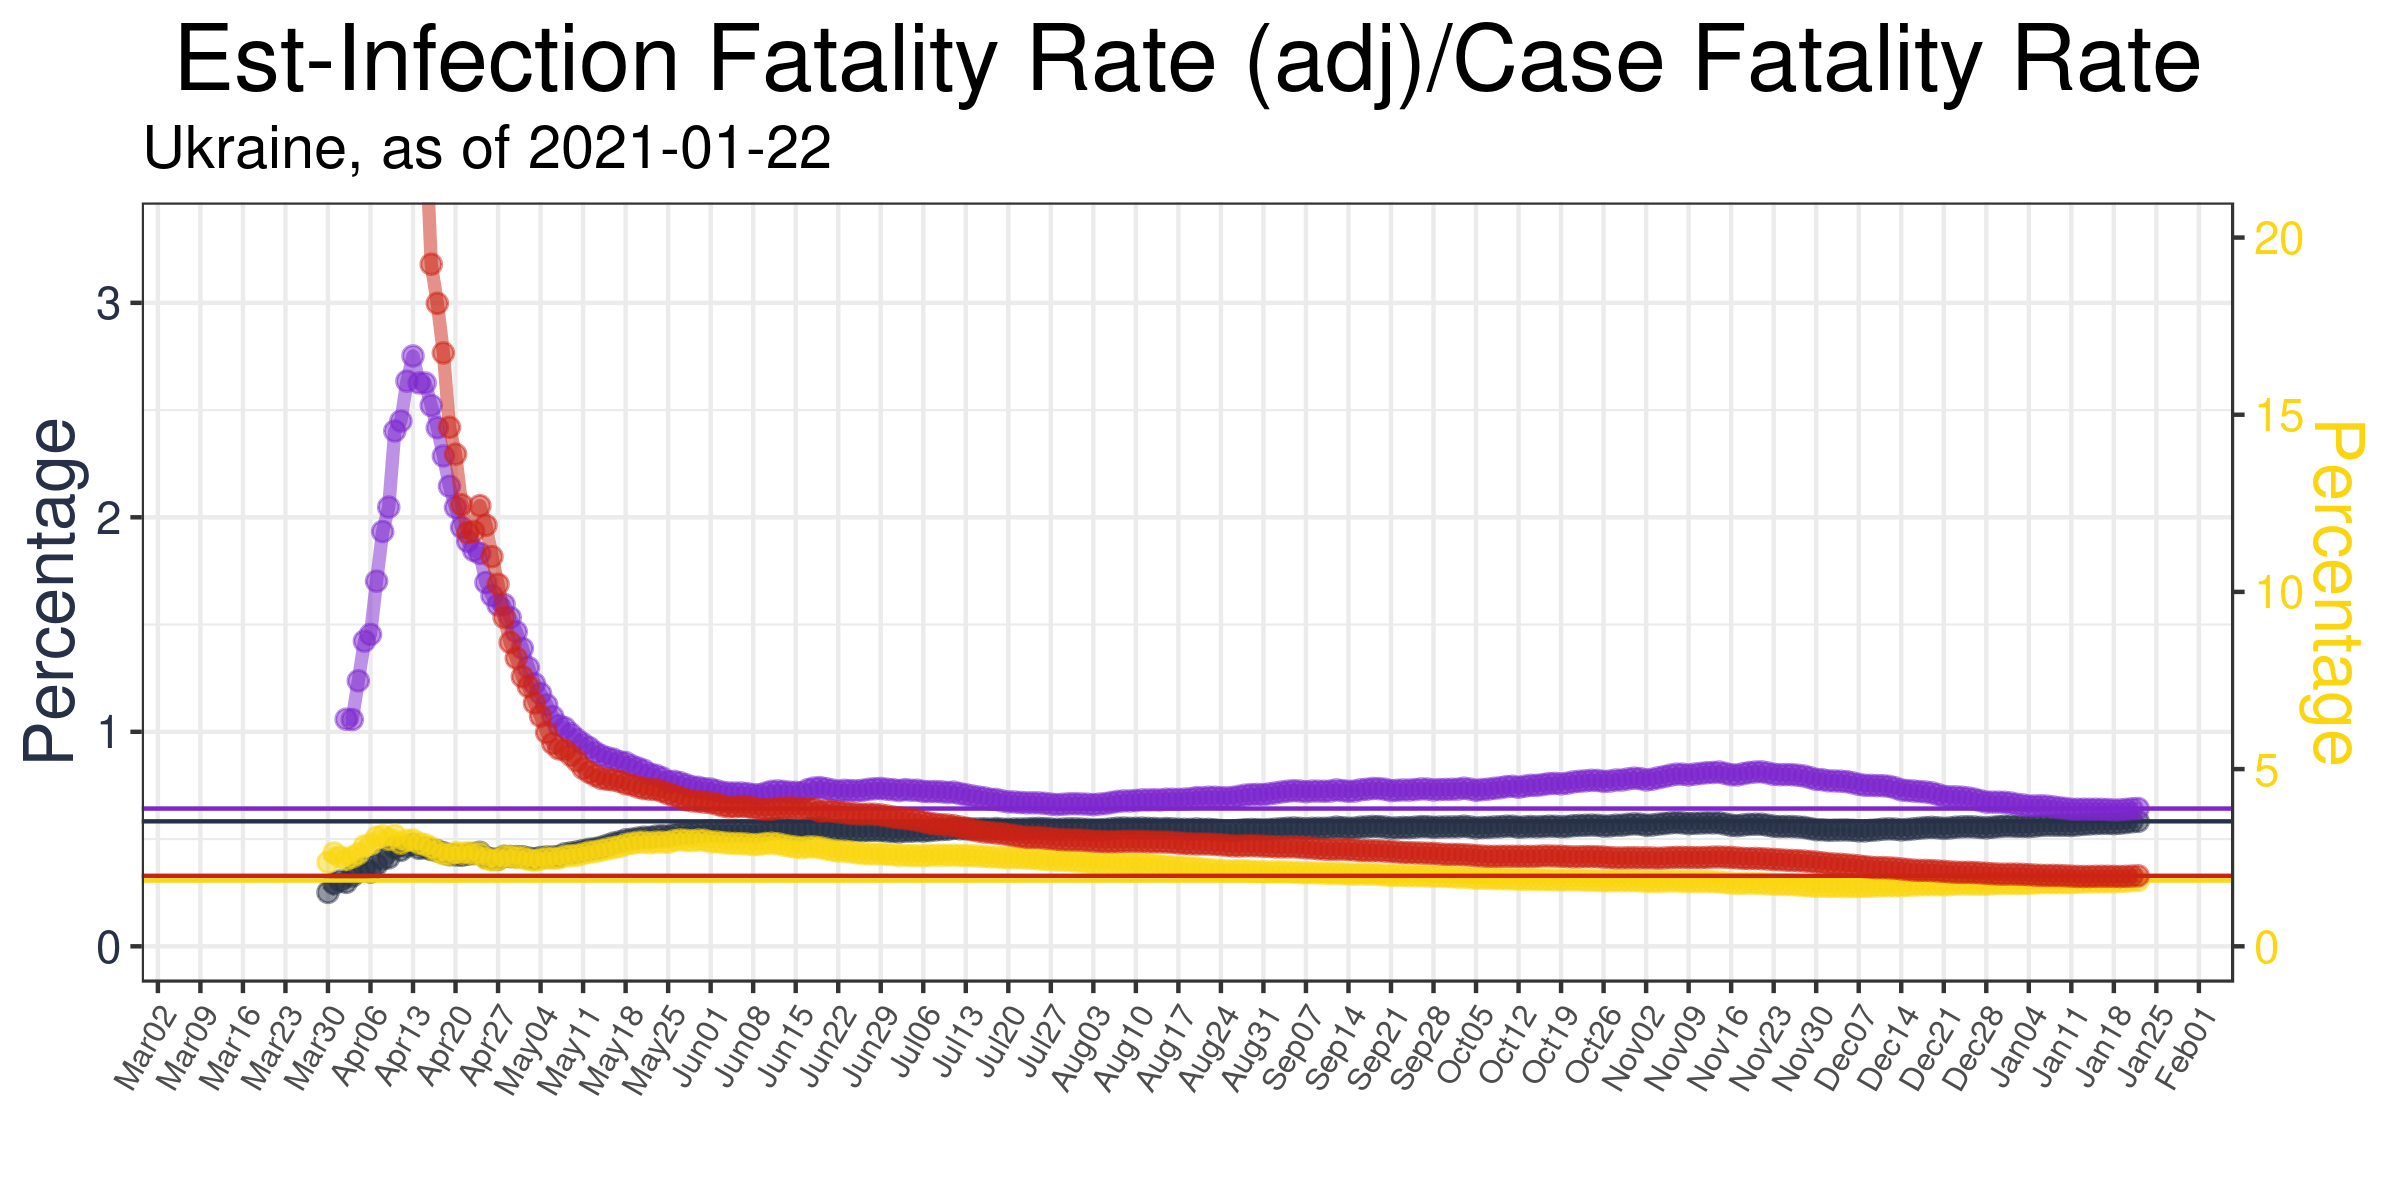 Est-Infection Fatality Rate (adj)/Case Fatality Rate
Ukraine, as of 2021-01-22
Percentage
3
2
1
0
20
15
10
5
0
Percentage
Mar02
Mar09
Mar16
Mar23
Mar30
Apr06
Apr13
Apr20
Apr27
May04
May11
May18
May25
Jun01
Jun08
Jun15
Jun22
Jun29
Jul06
Jul13
Jul20
Jul27
Aug03
Aug10
Aug17
Aug24
Aug31
Sep07
Sep14
Sep21
Sep28
Oct05
Oct12
Oct19
Oct26
Nov02
Nov09
Nov16
Nov23
Nov30
Dec07
Dec14
Dec21
Dec28
Jan04
Jan11
Jan18
Jan25
Feb01